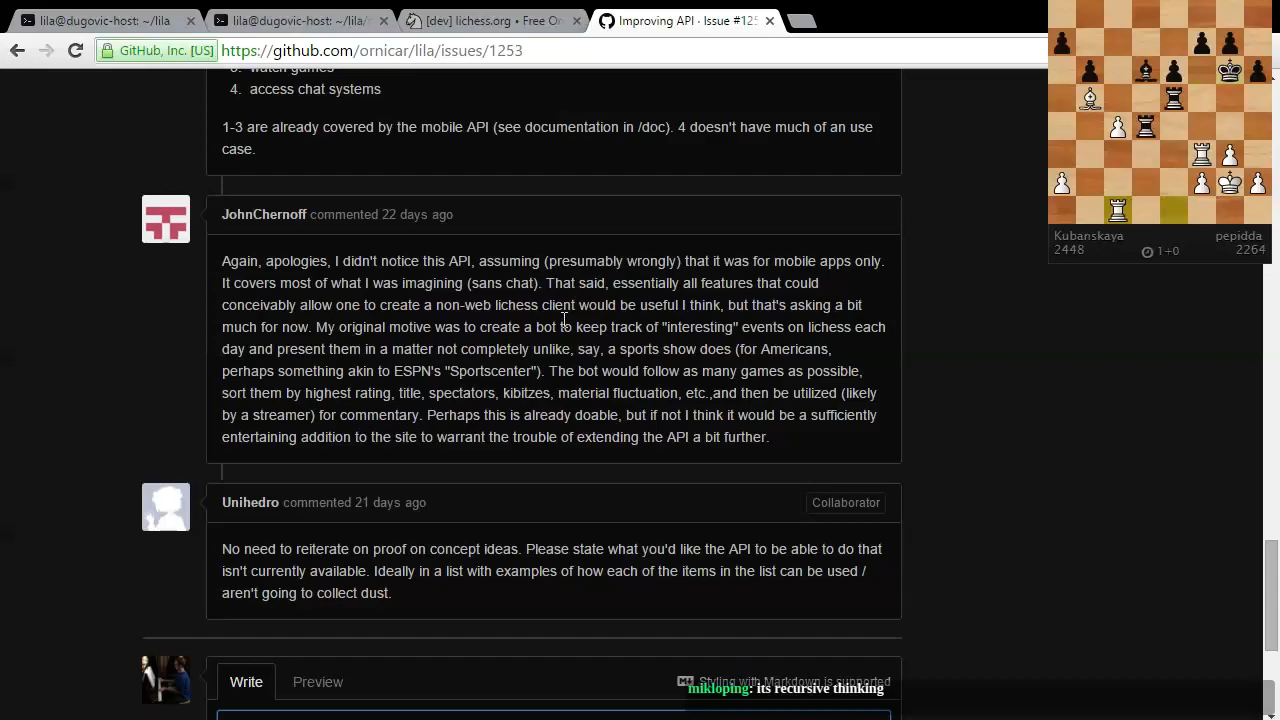 lila@dugovic-host: ~/lila
lila@dugovic-host: ~/lila/
[dev] lichess.org • Free On
Improving API · Issue #125
GitHub, Inc. [US]
https://github.com/ornicar/lila/issues/1253
3. watch games
4. access chat systems
1-3 are already covered by the mobile API (see documentation in /doc). 4 doesn't have much of an use
case.
JohnChernoff commented 22 days ago
Again, apologies, I didn't notice this API, assuming (presumably wrongly) that it was for mobile apps only.
It covers most of what I was imagining (sans chat). That said, essentially all features that could
conceivably allow one to create a non-web lichess client would be useful I think, but that's asking a bit
much for now. My original motive was to create a bot to keep track of "interesting" events on lichess each
day and present them in a matter not completely unlike, say, a sports show does (for Americans,
perhaps something akin to ESPN's "Sportscenter"). The bot would follow as many games as possible,
sort them by highest rating, title, spectators, kibitzes, material fluctuation, etc.,and then be utilized (likely
by a streamer) for commentary. Perhaps this is already doable, but if not I think it would be a sufficiently
entertaining addition to the site to warrant the trouble of extending the API a bit further.
Unihedro commented 21 days ago
Collaborator
No need to reiterate on proof on concept ideas. Please state what you'd like the API to be able to do that
isn't currently available. Ideally in a list with examples of how each of the items in the list can be used /
aren't going to collect dust.
Write
Preview
Styling with Markdown is supported
mikloping: its recursive thinking
Kubanskaya
pepidda
2448
1+0
2264